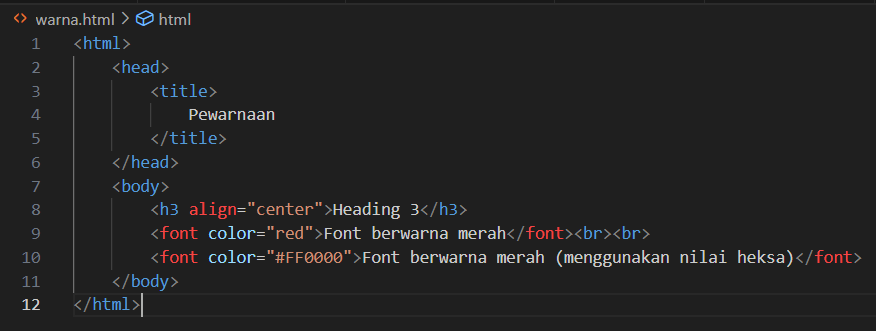 warna.html > html
1 <html>
2 <head>
3 <title>
4 Pewarnaan
5 </title>
6 </head>
7 <body>
8 <h3 align="center">Heading 3</h3>
9 <font color="red">Font berwarna merah</font><br><br>
10 <font color="#FF0000">Font berwarna merah (menggunakan nilai heksa)</font>
11 </body>
12 </html>